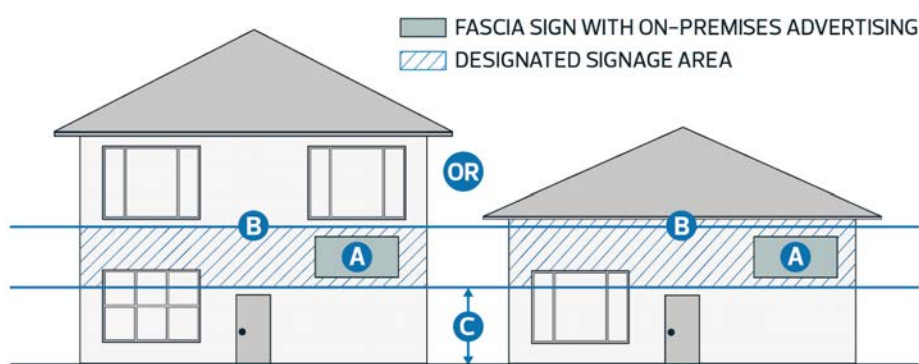 FASCIA SIGN WITH ON-PREMISES ADVERTISING
DESIGNATED SIGNAGE AREA
OR
B
B
A
A
C